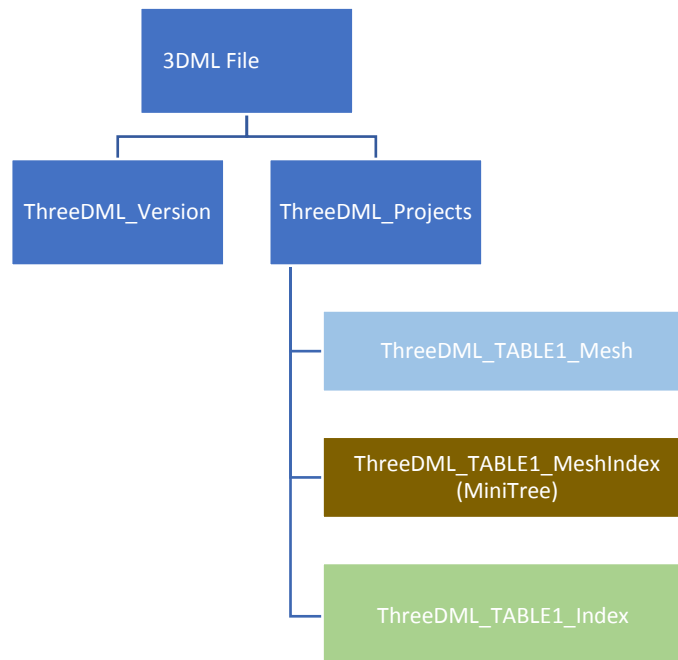 3DML File
ThreeDML_Version
ThreeDML_Projects
ThreeDML_TABLE1_Mesh
ThreeDML_TABLE1_MeshIndex
(MiniTree)
ThreeDML_TABLE1_Index